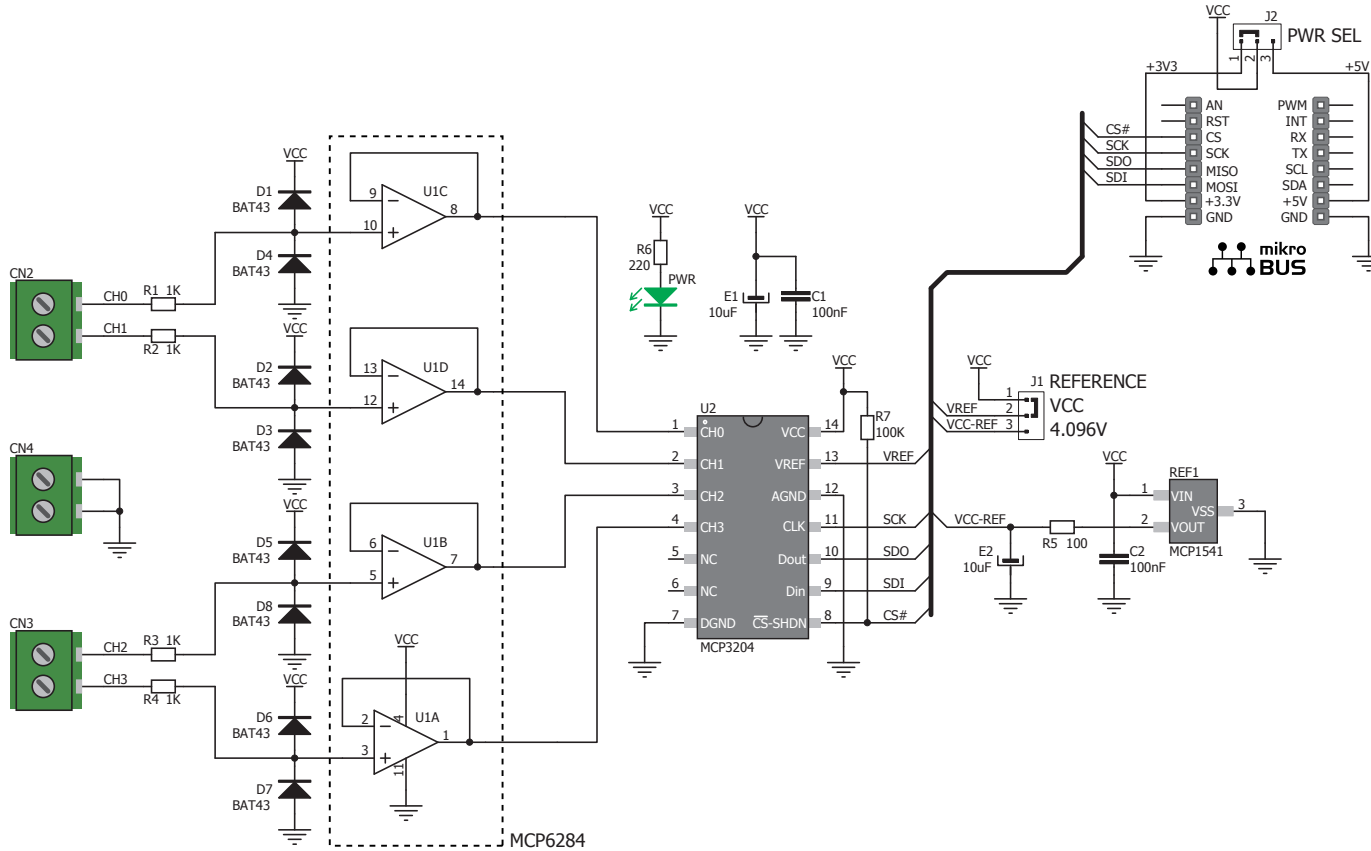 VCC
J2
PWR SEL
1
2
3
+3V3
+5V
AN
RST
CS
SCK
MISO
MOSI
+3.3V
GND
PWM
INT
RX
TX
SCL
SDA
+5V
GND
CS#
SCK
SDO
SDI
mikro
BUS
CN2
CH0
R1 1K
CH1
R2 1K
VCC
D1
BAT43
D4
BAT43
VCC
D2
BAT43
D3
BAT43
9
10
8
U1C
13
12
14
U1D
CN4
VCC
D5
BAT43
D8
BAT43
6
5
7
U1B
CN3
CH2
R3 1K
CH3
R4 1K
VCC
D6
BAT43
D7
BAT43
VCC
2
3
4
11
1
U1A
MCP6284
VCC
R6
220
PWR
VCC
E1
10uF
C1
100nF
VCC
R7
100K
U2
1 CH0
2 CH1
3 CH2
4 CH3
5 NC
6 NC
7 DGND
VCC 14
VREF 13 VREF
AGND 12
CLK 11 SCK
Dout 10 SDO
Din 9 SDI
CS-SHDN 8 CS#
MCP3204
VCC
J1 REFERENCE
1 VCC
VREF 2
VCC-REF 3 4.096V
VCC
REF1
1 VIN
VSS 3
2 VOUT
MCP1541
VCC-REF
E2
10uF
R5 100
C2
100nF